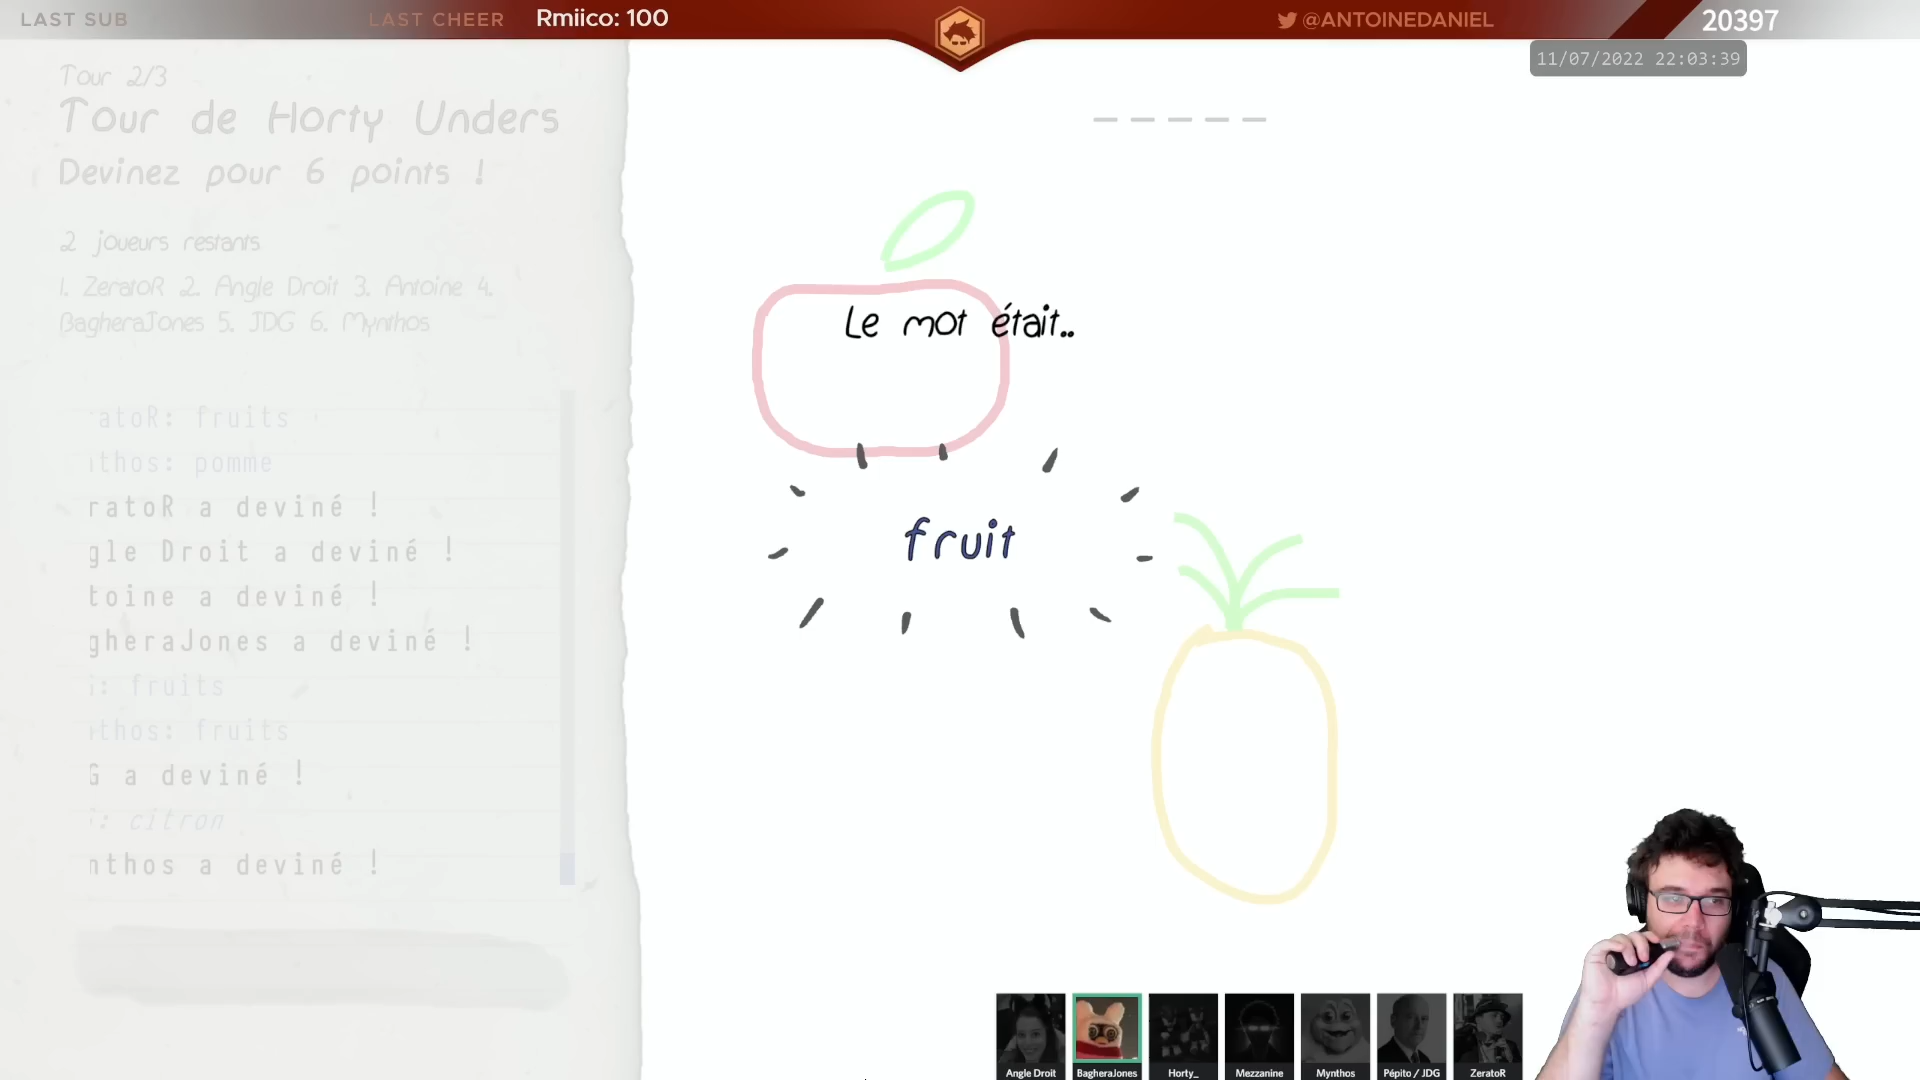 LAST SUB
LAST CHEER
Rmiico: 100
@ANTOINEDANIEL
20397
11/07/2022 22:03:39
Tour 2/3
Tour de Horty Unders
Devinez pour 6 points !
2 joueurs restants
1. ZeratoR 2. Angle Droit 3. Antoine 4.
BagheraJones 5. JDG 6. Mynthos
atoR: fruits
thos: pomme
ratoR a deviné !
gle Droit a deviné !
toine a deviné !
gheraJones a deviné !
: fruits
thos: fruits
G a deviné !
: citron
nthos a deviné !
Le mot était..
fruit
Angle Droit
BagheraJones
Horty_
Mezzanine
Mynthos
Pépito / JDG
ZeratoR